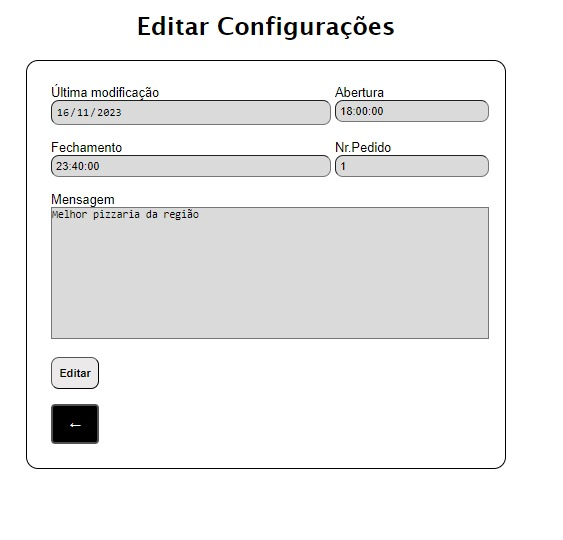 Editar Configurações
Última modificação Abertura
16/11/2023 18:00:00
Fechamento Nr.Pedido
23:40:00 1
Mensagem
Melhor pizzaria da região
Editar
←